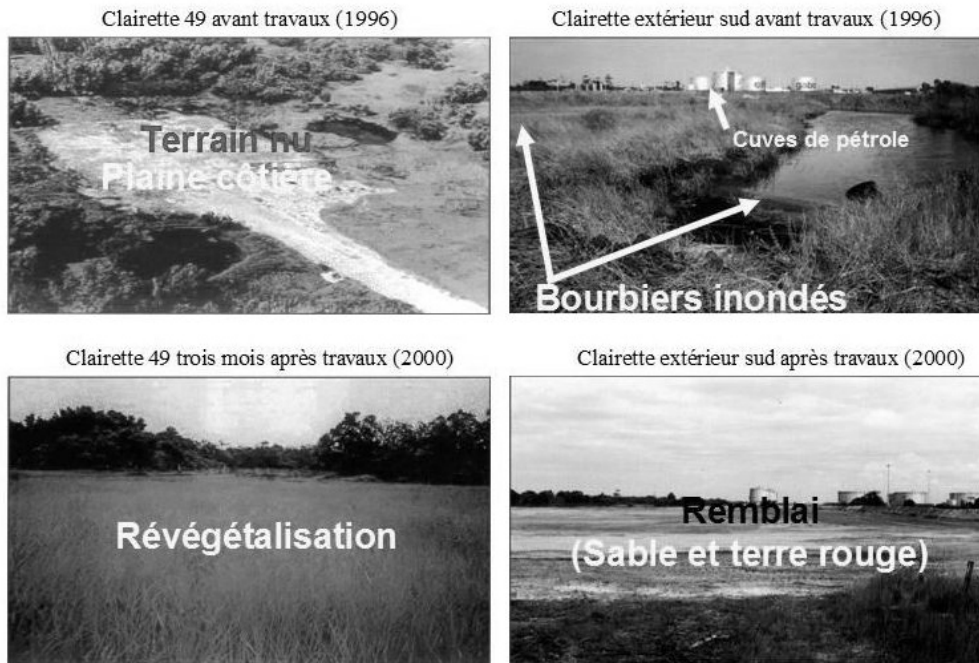 Clairette 49 avant travaux (1996)
Clairette extérieur sud avant travaux (1996)
Terrain nu
Plaine côtière
Cuves de pétrole
Bourbiers inondés
Clairette 49 trois mois après travaux (2000)
Clairette extérieur sud après travaux (2000)
Révégétalisation
Remblai
(Sable et terre rouge)